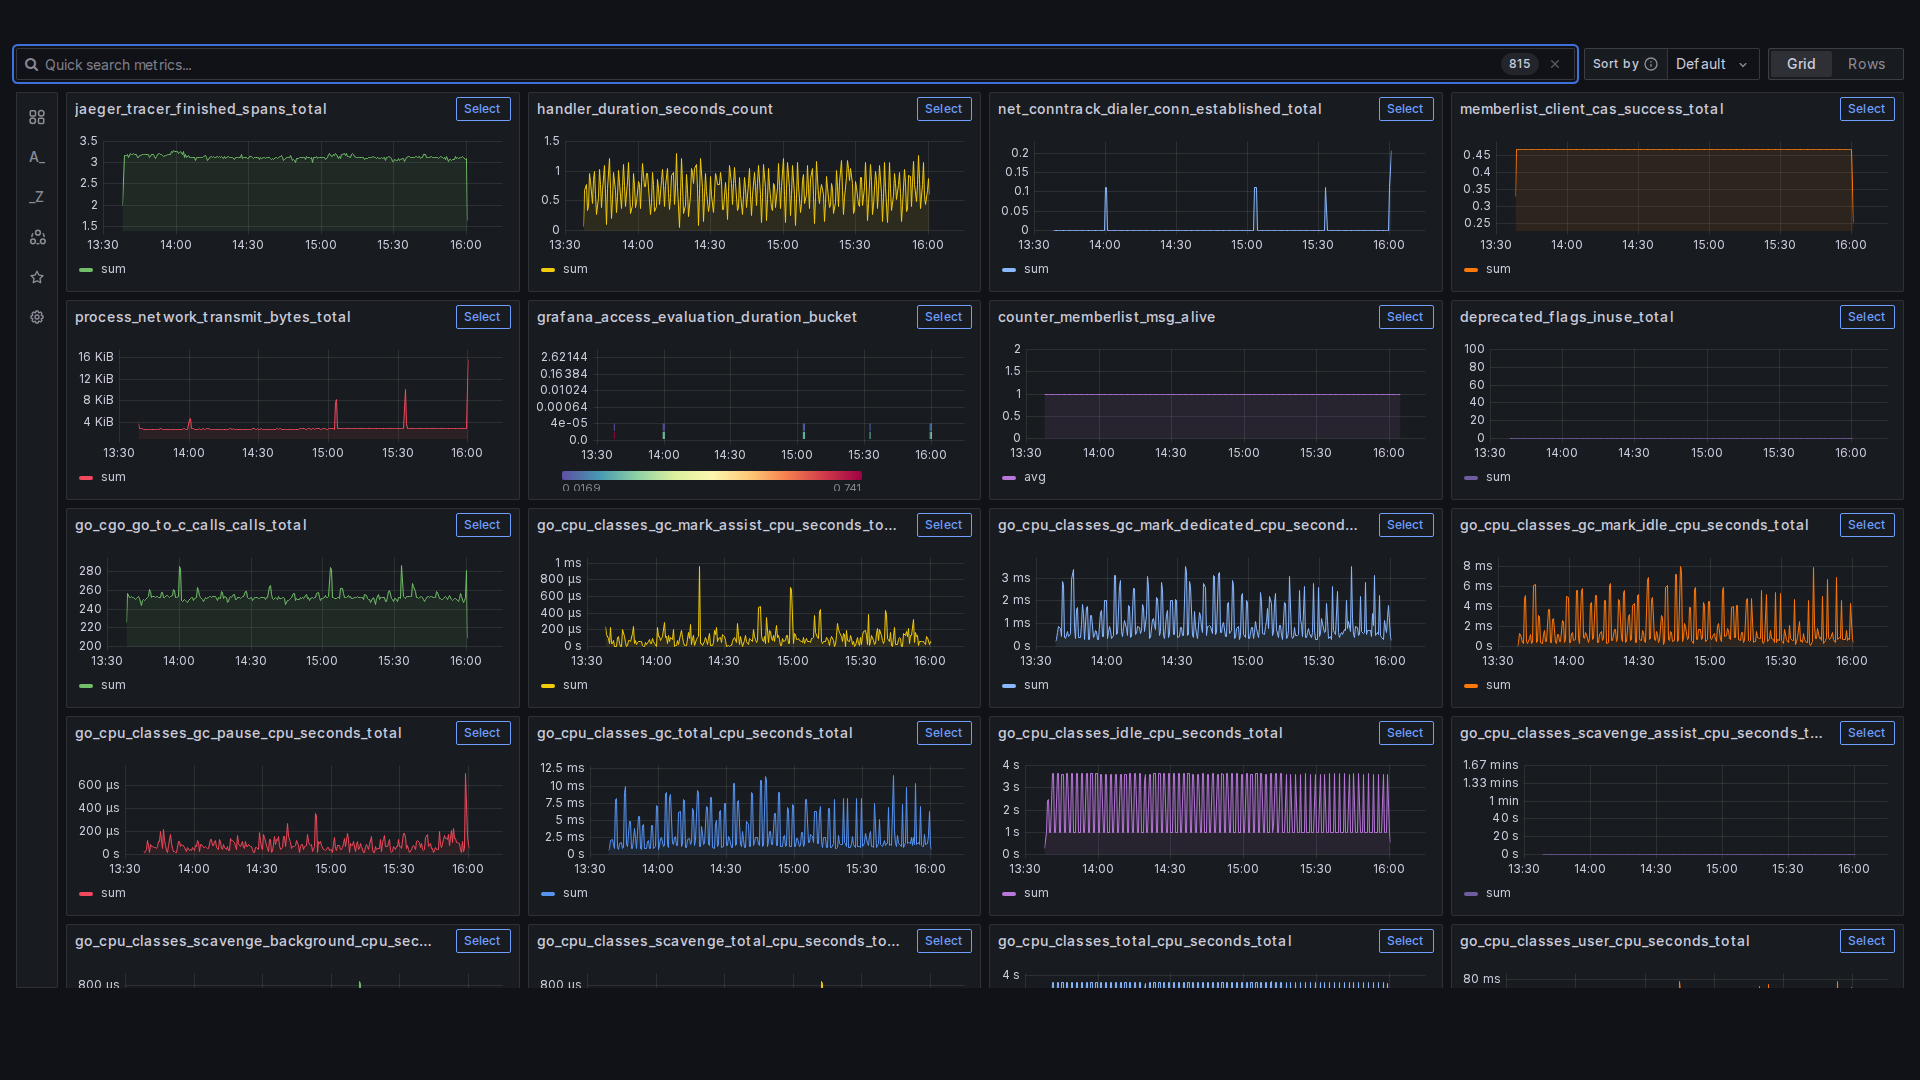 Quick search metrics...
815
Sort by
Default
Grid
Rows
A_
_Z
jaeger_tracer_finished_spans_total
Select
3.5
3
2.5
2
1.5
13:30 14:00 14:30 15:00 15:30 16:00
sum
handler_duration_seconds_count
Select
1.5
1
0.5
0
13:30 14:00 14:30 15:00 15:30 16:00
sum
net_conntrack_dialer_conn_established_total
Select
0.2
0.15
0.1
0.05
0
13:30 14:00 14:30 15:00 15:30 16:00
sum
memberlist_client_cas_success_total
Select
0.45
0.4
0.35
0.3
0.25
13:30 14:00 14:30 15:00 15:30 16:00
sum
process_network_transmit_bytes_total
Select
16 KiB
12 KiB
8 KiB
4 KiB
13:30 14:00 14:30 15:00 15:30 16:00
sum
grafana_access_evaluation_duration_bucket
Select
2.62144
0.16384
0.01024
0.00064
4e-05
0.0
13:30 14:00 14:30 15:00 15:30 16:00
0.0169 0.741
counter_memberlist_msg_alive
Select
2
1.5
1
0.5
0
13:30 14:00 14:30 15:00 15:30 16:00
avg
deprecated_flags_inuse_total
Select
100
80
60
40
20
0
13:30 14:00 14:30 15:00 15:30 16:00
sum
go_cgo_go_to_c_calls_calls_total
Select
280
260
240
220
200
13:30 14:00 14:30 15:00 15:30 16:00
sum
go_cpu_classes_gc_mark_assist_cpu_seconds_to...
Select
1 ms
800 µs
600 µs
400 µs
200 µs
0 s
13:30 14:00 14:30 15:00 15:30 16:00
sum
go_cpu_classes_gc_mark_dedicated_cpu_second...
Select
3 ms
2 ms
1 ms
0 s
13:30 14:00 14:30 15:00 15:30 16:00
sum
go_cpu_classes_gc_mark_idle_cpu_seconds_total
Select
8 ms
6 ms
4 ms
2 ms
0 s
13:30 14:00 14:30 15:00 15:30 16:00
sum
go_cpu_classes_gc_pause_cpu_seconds_total
Select
600 µs
400 µs
200 µs
0 s
13:30 14:00 14:30 15:00 15:30 16:00
sum
go_cpu_classes_gc_total_cpu_seconds_total
Select
12.5 ms
10 ms
7.5 ms
5 ms
2.5 ms
0 s
13:30 14:00 14:30 15:00 15:30 16:00
sum
go_cpu_classes_idle_cpu_seconds_total
Select
4 s
3 s
2 s
1 s
0 s
13:30 14:00 14:30 15:00 15:30 16:00
sum
go_cpu_classes_scavenge_assist_cpu_seconds_t...
Select
1.67 mins
1.33 mins
1 min
40 s
20 s
0 s
13:30 14:00 14:30 15:00 15:30 16:00
sum
go_cpu_classes_scavenge_background_cpu_sec...
Select
800 µs
go_cpu_classes_scavenge_total_cpu_seconds_to...
Select
800 µs
go_cpu_classes_total_cpu_seconds_total
Select
4 s
go_cpu_classes_user_cpu_seconds_total
Select
80 ms